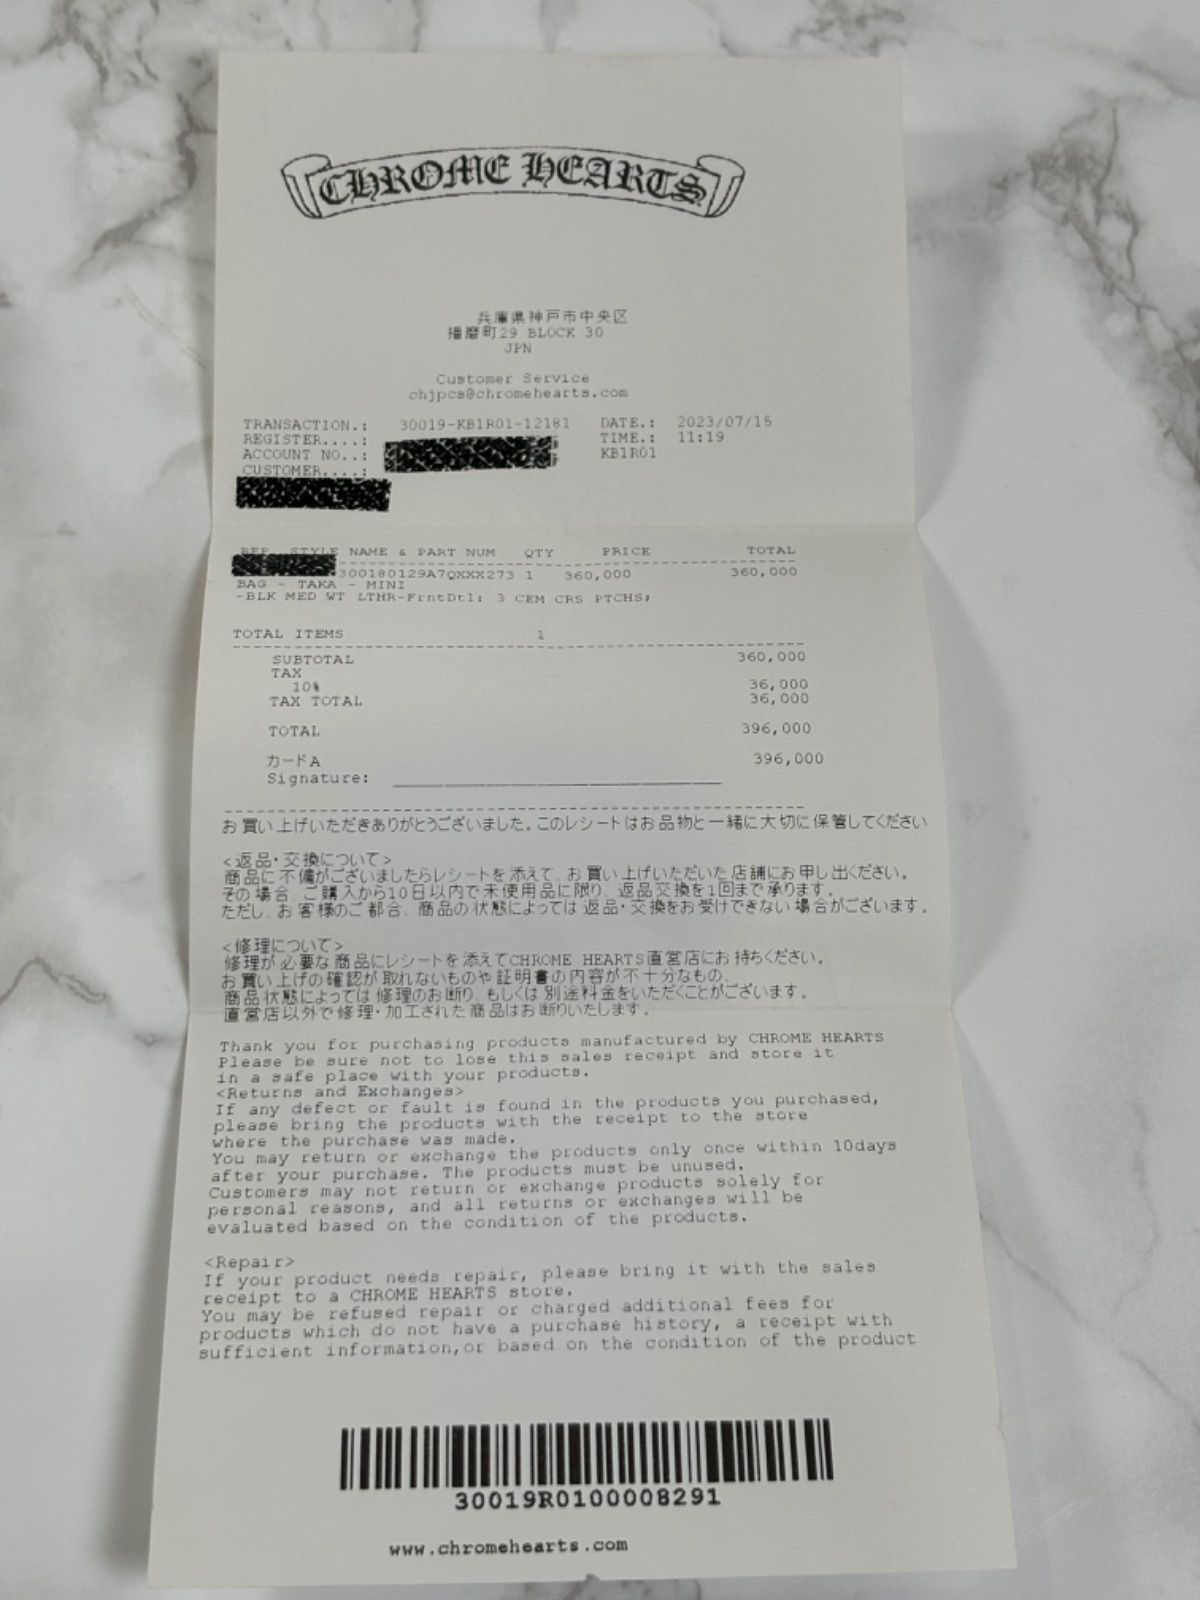 CHROME HEARTS
兵庫県神戸市中央区
播磨町29 BLOCK 30
JPN
Customer Service
chjpcs@chromehearts.com
TRANSACTION.: 30019-KB1R01-12181 DATE.: 2023/07/15
REGISTER....: TIME.: 11:19
ACCOUNT NO..: KB1R01
CUSTOMER....:
REP STYLE NAME & PART NUM QTY PRICE TOTAL
300180129A7QXXX273 1 360,000 360,000
BAG - TAKA - MINI
-BLK MED WT LTHR-FrntDtl: 3 CEM CRS PTCHS;
TOTAL ITEMS 1
SUBTOTAL 360,000
TAX
10% 36,000
TAX TOTAL 36,000
TOTAL 396,000
カードA 396,000
Signature:
お買い上げいただきありがとうございました。このレシートはお品物と一緒に大切に保管してください
<返品・交換について>
商品に不備がございましたらレシートを添えて、お買い上げいただいた店舗にお申し出ください。
その場合、ご購入から10日以内で未使用品に限り、返品交換を1回まで承ります。
ただし、お客様のご都合、商品の状態によっては返品・交換をお受けできない場合がございます。
<修理について>
修理が必要な商品にレシートを添えてCHROME HEARTS直営店にお持ちください。
お買い上げの確認が取れないものや証明書の内容が不十分なもの、
商品状態によっては修理のお断り、もしくは別途料金をいただくことがございます。
直営店以外で修理・加工された商品はお断りいたします。
Thank you for purchasing products manufactured by CHROME HEARTS
Please be sure not to lose this sales receipt and store it
in a safe place with your products.
<Returns and Exchanges>
If any defect or fault is found in the products you purchased,
please bring the products with the receipt to the store
where the purchase was made.
You may return or exchange the products only once within 10days
after your purchase. The products must be unused.
Customers may not return or exchange products solely for
personal reasons, and all returns or exchanges will be
evaluated based on the condition of the products.
<Repair>
If your product needs repair, please bring it with the sales
receipt to a CHROME HEARTS store.
You may be refused repair or charged additional fees for
products which do not have a purchase history, a receipt with
sufficient information,or based on the condition of the product
30019R0100008291
www.chromehearts.com